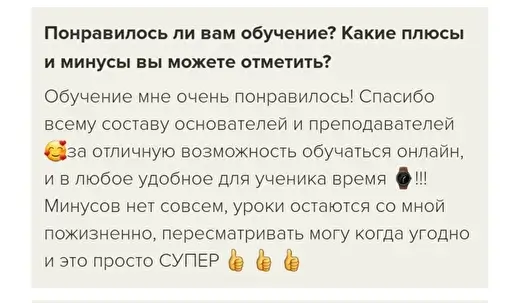 Понравилось ли вам обучение? Какие плюсы
и минусы вы можете отметить?
Обучение мне очень понравилось! Спасибо
всему составу основателей и преподавателей
🥰за отличную возможность обучаться онлайн,
и в любое удобное для ученика время ⌚!!!
Минусов нет совсем, уроки остаются со мной
пожизненно, пересматривать могу когда угодно
и это просто СУПЕР 👍 👍 👍